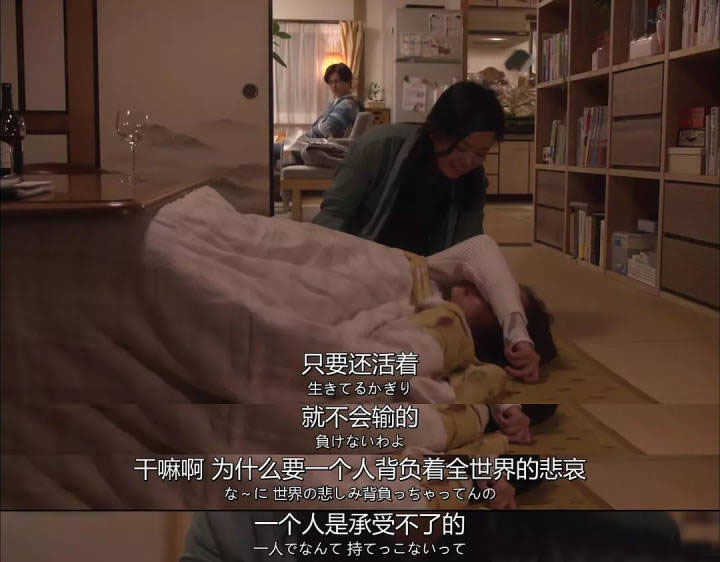 只要还活着
生きてるかぎり
就不会输的
負けないわよ
干嘛啊 为什么要一个人背负着全世界的悲哀
な~に 世界の悲しみ背負っちゃってんの
一个人是承受不了的
一人でなんて 持てっこないって